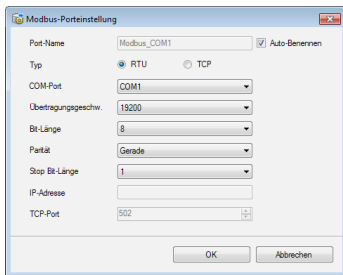 Modbus-Porteinstellung
Port-Name Modbus_COM1 Auto-Benennen
Typ RTU TCP
COM-Port COM1
Übertragungsgeschw. 19200
Bit-Länge 8
Parität Gerade
Stop Bit-Länge 1
IP-Adresse
TCP-Port 502
OK Abbrechen